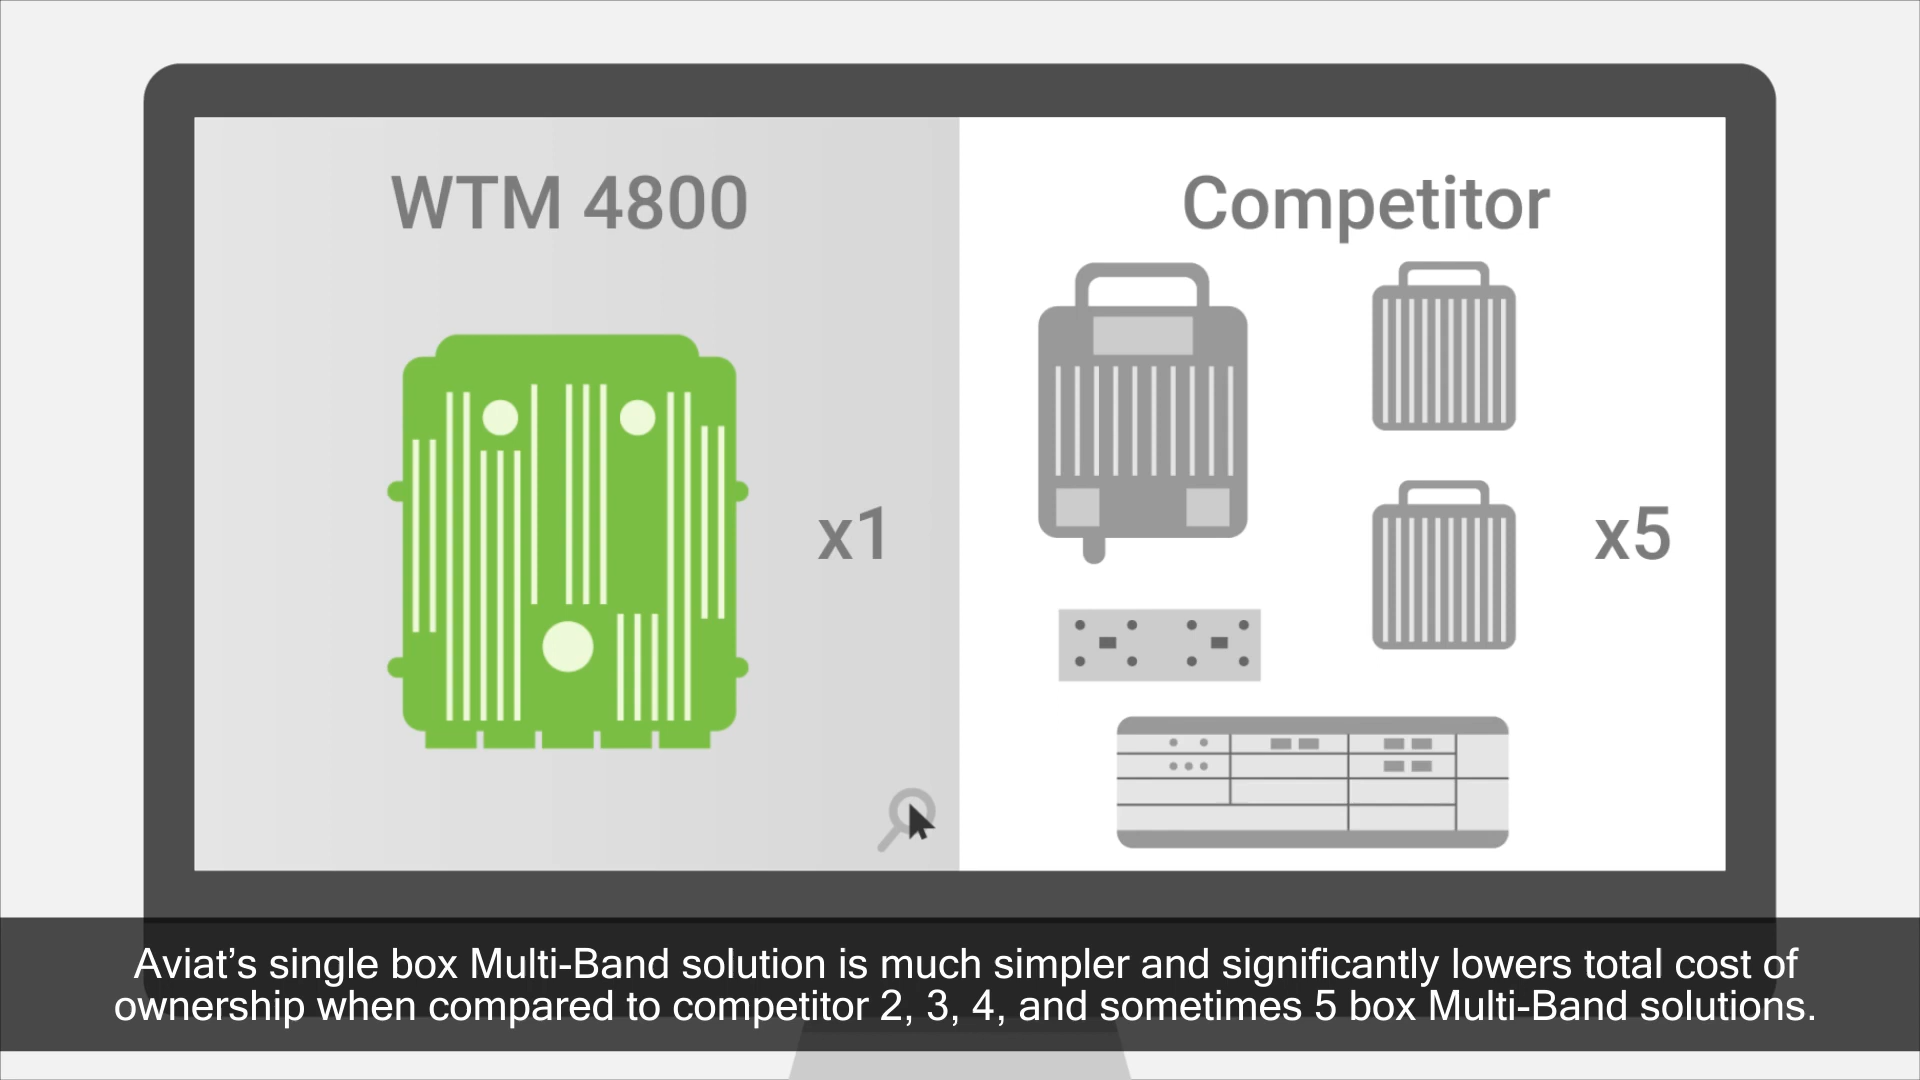 WTM 4800
Competitor
x1
x5
Aviat’s single box Multi-Band solution is much simpler and significantly lowers total cost of
ownership when compared to competitor 2, 3, 4, and sometimes 5 box Multi-Band solutions.